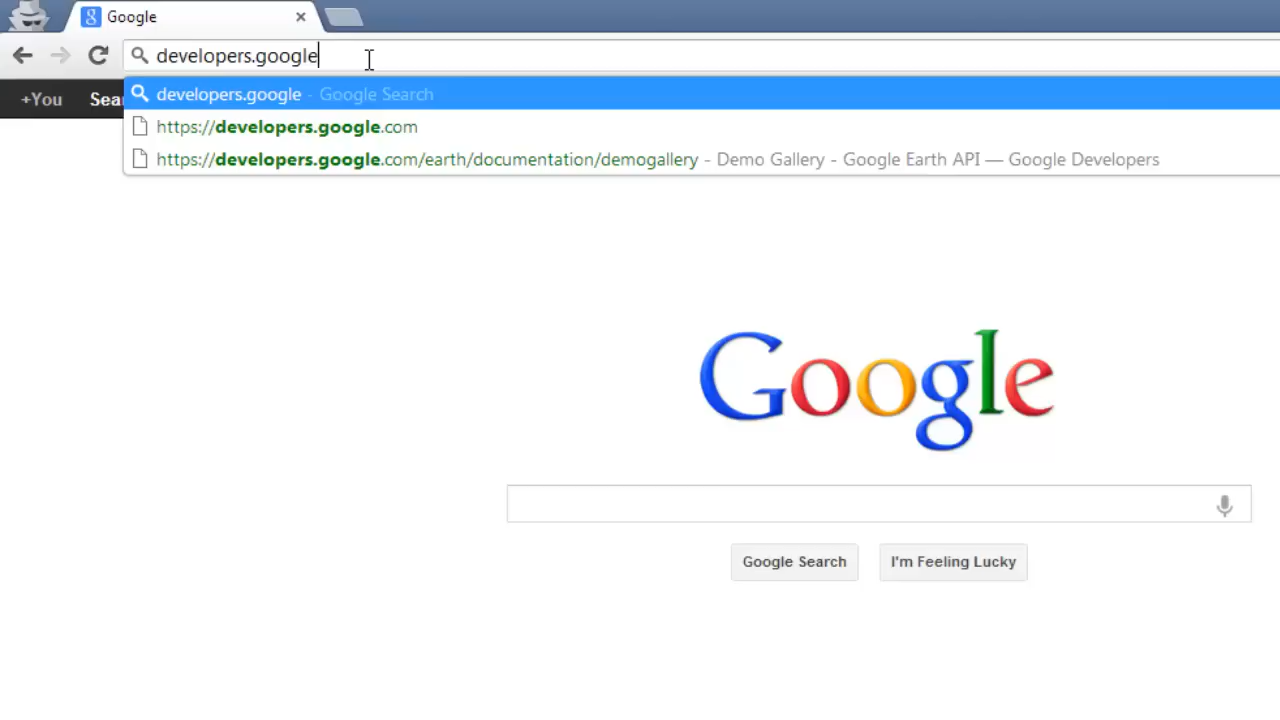 Google
developers.google
+You Sea
developers.google - Google Search
https://developers.google.com
https://developers.google.com/earth/documentation/demogallery - Demo Gallery - Google Earth API — Google Developers
Google
Google Search I'm Feeling Lucky